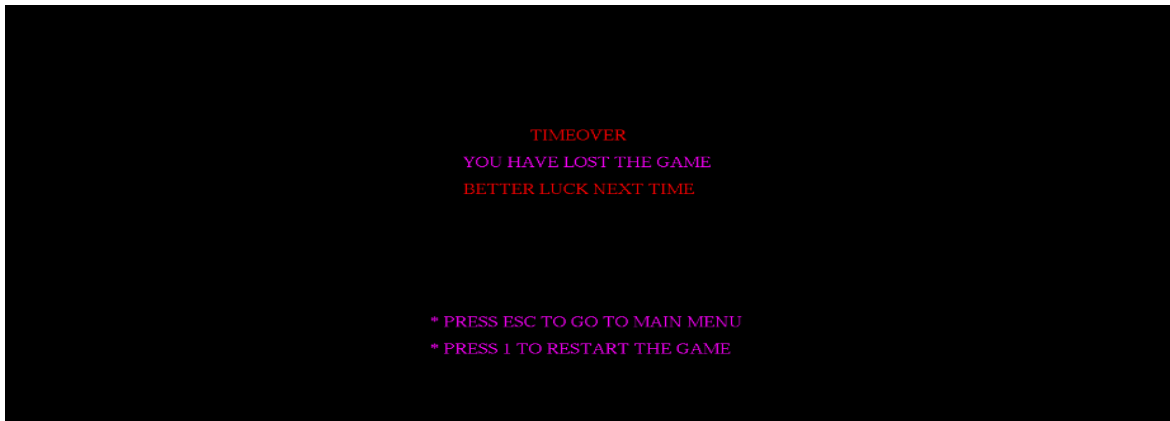 TIMEOVER
YOU HAVE LOST THE GAME
BETTER LUCK NEXT TIME
* PRESS ESC TO GO TO MAIN MENU
* PRESS 1 TO RESTART THE GAME